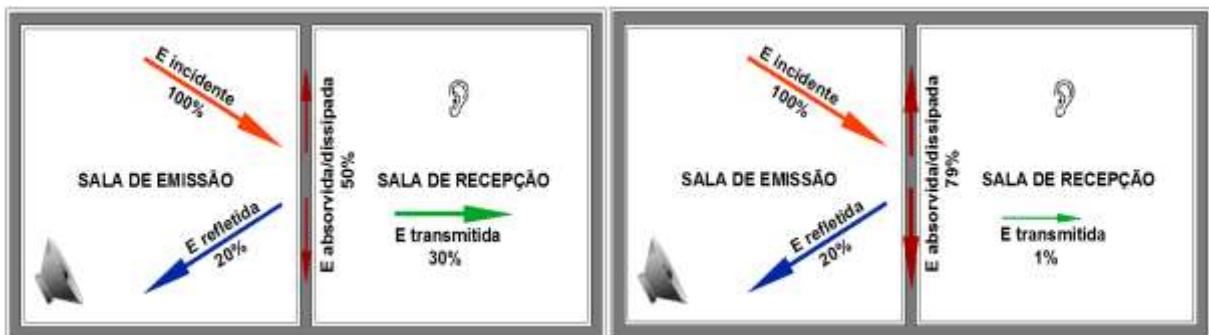 E incidente
100%
SALA DE EMISSÃO
E refletida
20%
E absorvida/dissipada
50%
SALA DE RECEPÇÃO
E transmitida
30%
E incidente
100%
SALA DE EMISSÃO
E refletida
20%
E absorvida/dissipada
79%
SALA DE RECEPÇÃO
E transmitida
1%